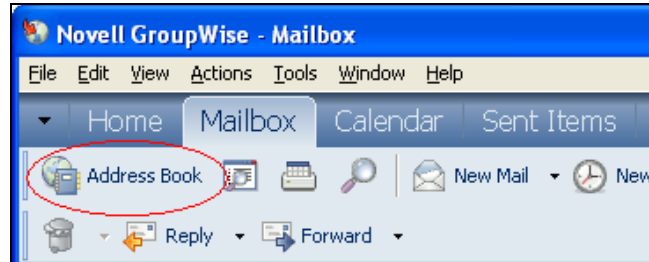 Novell GroupWise - Mailbox
File Edit View Actions Tools Window Help
Home Mailbox Calendar Sent Items
Address Book New Mail New
Reply Forward